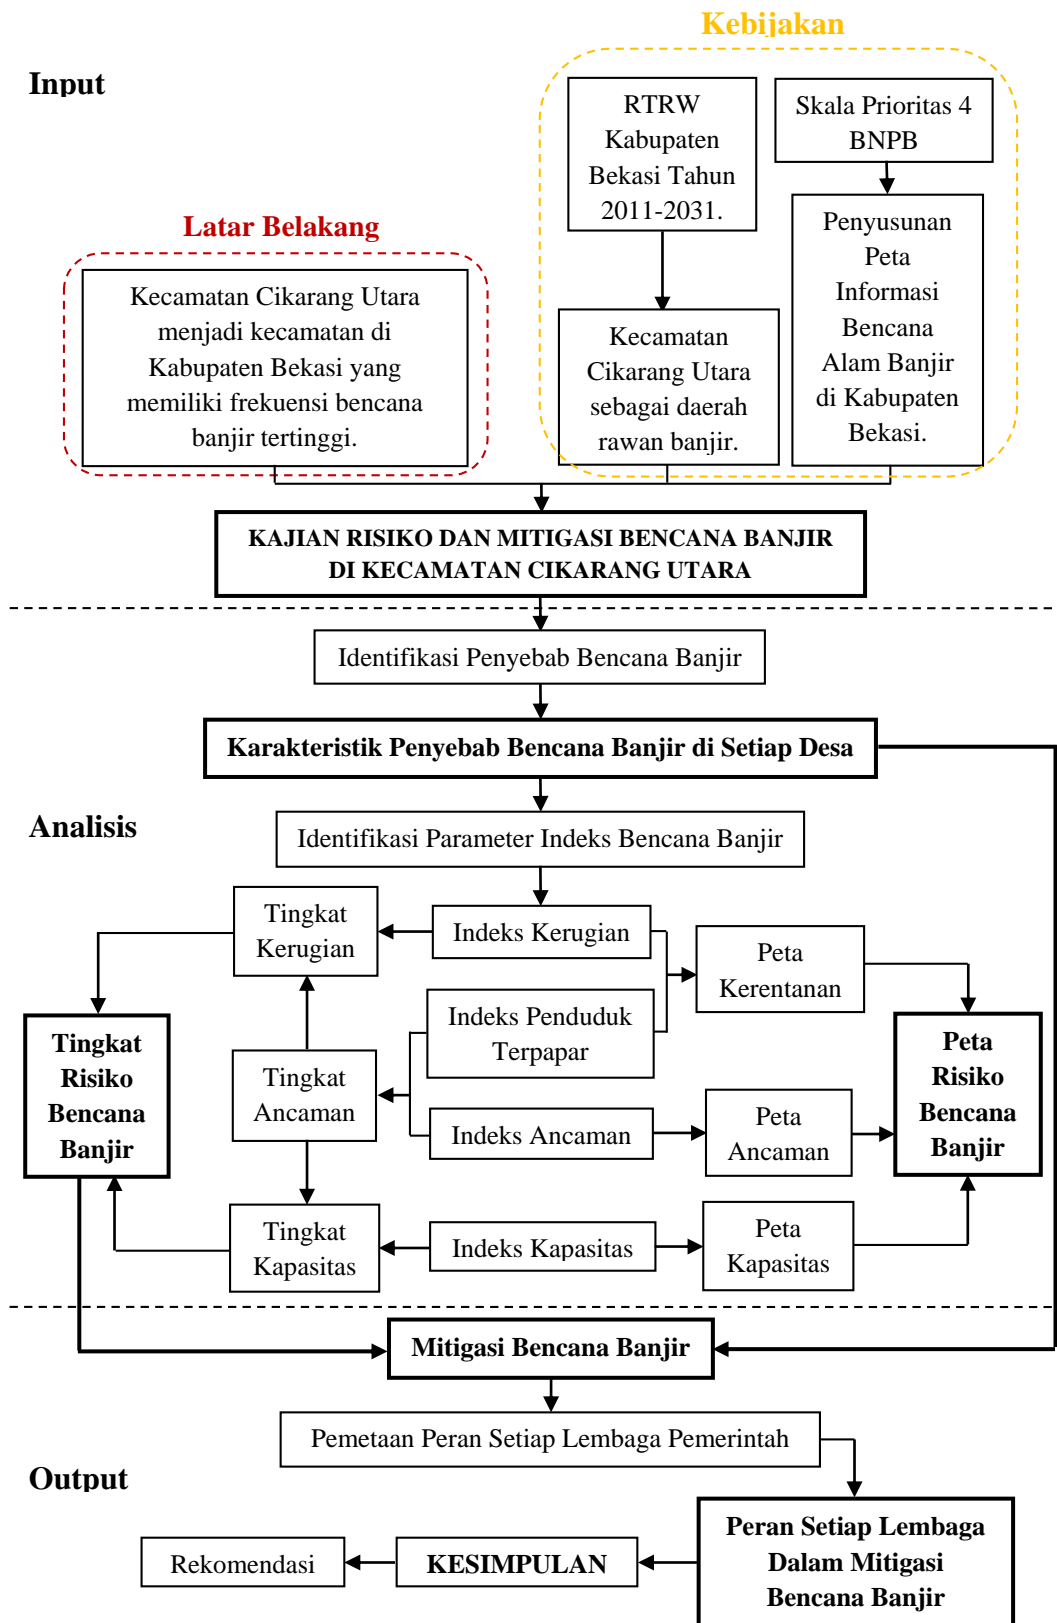 Kebijakan
Input
RTRW
Kabupaten
Bekasi Tahun
2011-2031.
Skala Prioritas 4
BNPB
Latar Belakang
Kecamatan Cikarang Utara
menjadi kecamatan di
Kabupaten Bekasi yang
memiliki frekuensi bencana
banjir tertinggi.
Kecamatan
Cikarang Utara
sebagai daerah
rawan banjir.
Penyusunan
Peta
Informasi
Bencana
Alam Banjir
di Kabupaten
Bekasi.
KAJIAN RISIKO DAN MITIGASI BENCANA BANJIR
DI KECAMATAN CIKARANG UTARA
Identifikasi Penyebab Bencana Banjir
Karakteristik Penyebab Bencana Banjir di Setiap Desa
Analisis
Identifikasi Parameter Indeks Bencana Banjir
Tingkat
Kerugian
Indeks Kerugian
Peta
Kerentanan
Tingkat
Risiko
Bencana
Banjir
Tingkat
Ancaman
Indeks Penduduk
Terpapar
Indeks Ancaman
Peta
Ancaman
Peta
Risiko
Bencana
Banjir
Tingkat
Kapasitas
Indeks Kapasitas
Peta
Kapasitas
Mitigasi Bencana Banjir
Pemetaan Peran Setiap Lembaga Pemerintah
Output
Peran Setiap Lembaga
Dalam Mitigasi
Bencana Banjir
KESIMPULAN
Rekomendasi